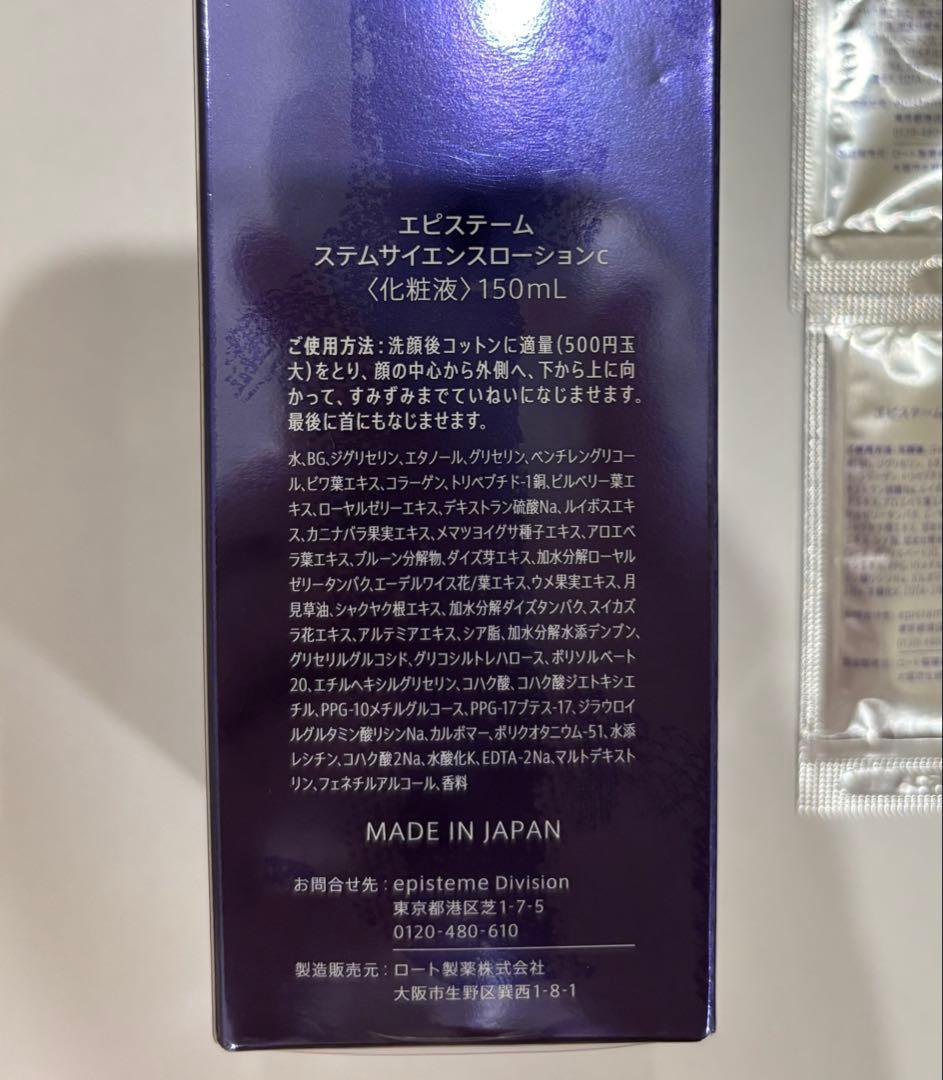 エピステーム
ステムサイエンスローションc
〈化粧液〉150mL
ご使用方法：洗顔後コットンに適量（500円玉
大）をとり、顔の中心から外側へ、下から上に向
かって、すみずみまでていねいになじませます。
最後に首にもなじませます。
水、BG、ジグリセリン、エタノール、グリセリン、ペンチレングリコー
ル、ビワ葉エキス、コラーゲン、トリペプチド-1銅、ビルベリー葉エ
キス、ローヤルゼリーエキス、デキストラン硫酸Na、ルイボスエキ
ス、カニナバラ果実エキス、メマツヨイグサ種子エキス、アロエベ
ラ葉エキス、プルーン分解物、ダイズ芽エキス、加水分解ローヤル
ゼリータンパク、エーデルワイス花/葉エキス、ウメ果実エキス、月
見草油、シャクヤク根エキス、加水分解ダイズタンパク、スイカズ
ラ花エキス、アルテミアエキス、シア脂、加水分解水添デンプン、
グリセリルグルコシド、グリコシルトレハロース、ポリソルベート
20、エチルヘキシルグリセリン、コハク酸、コハク酸ジエトキシエ
チル、PPG-10メチルグルコース、PPG-17ブテス-17、ジラウロイ
ルグルタミン酸リシンNa、カルボマー、ポリクオタニウム-51、水添
レシチン、コハク酸2Na、水酸化K、EDTA-2Na、マルトデキスト
リン、フェネチルアルコール、香料
MADE IN JAPAN
お問合せ先：episteme Division
東京都港区芝1-7-5
0120-480-610
製造販売元：ロート製薬株式会社
大阪市生野区巽西1-8-1
エピステーム